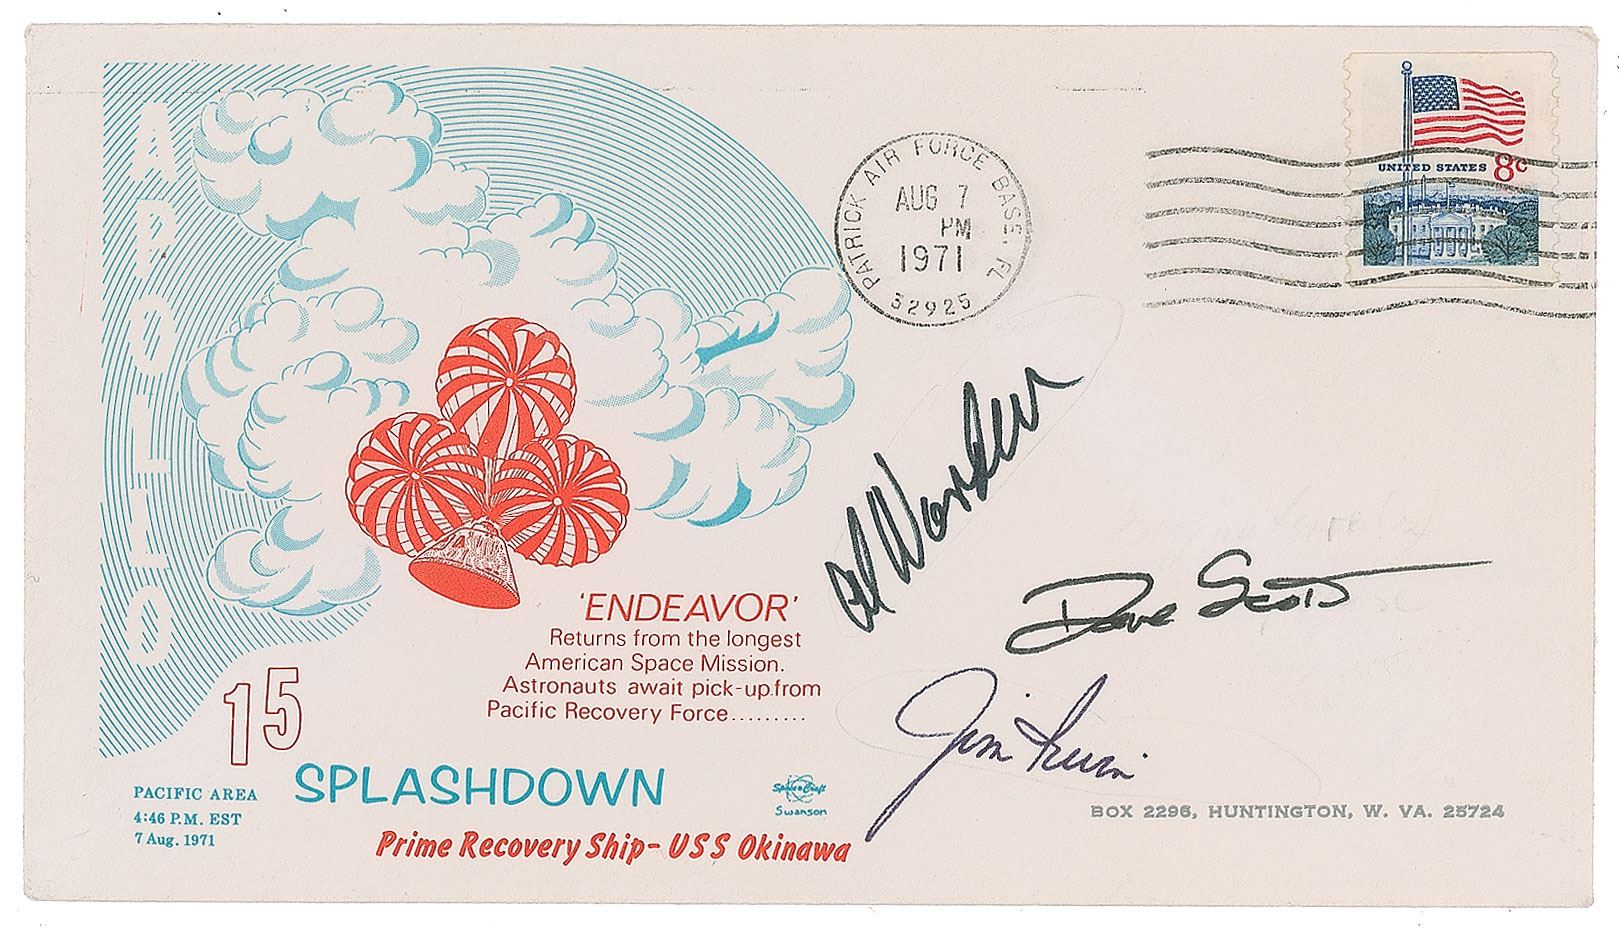 APOLLO
15
PATRICK AIR FORCE BASE, FL
AUG 7
PM
1971
32925
UNITED STATES 8c
'ENDEAVOR'
Returns from the longest
American Space Mission.
Astronauts await pick-up.from
Pacific Recovery Force.........
Al Worden
Dave Scott
Jim Irwin
SPLASHDOWN
PACIFIC AREA
4:46 P.M. EST
7 Aug. 1971
Space Craft
Swanson
Prime Recovery Ship- USS Okinawa
BOX 2296, HUNTINGTON, W. VA. 25724